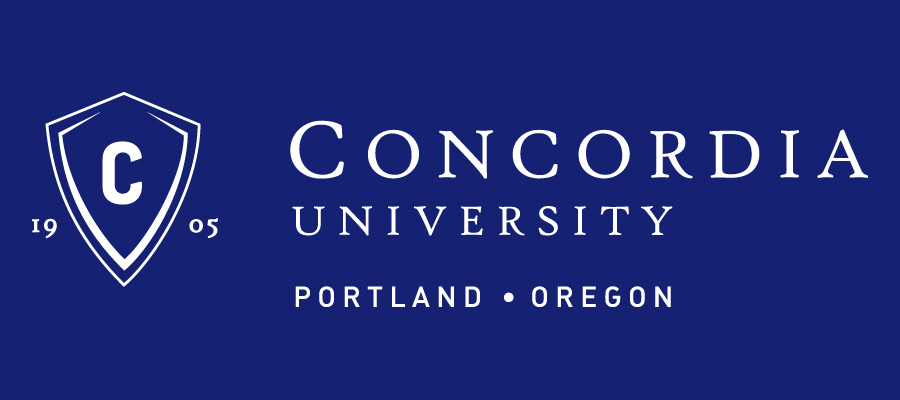 C
19 05
CONCORDIA
UNIVERSITY
PORTLAND • OREGON